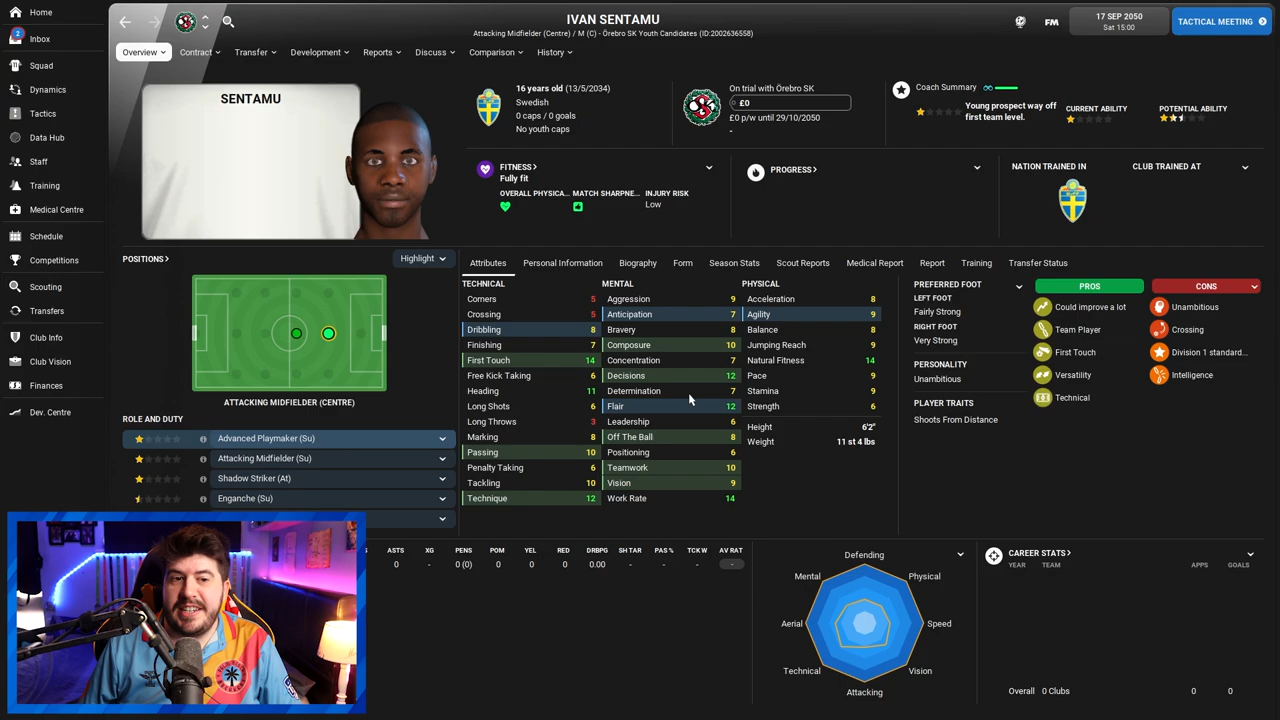 IVAN SENTAMU
Attacking Midfielder (Centre) / M (C) - Örebro SK Youth Candidates (ID:2002636558)
FM
17 SEP 2050
Sat 15:00
TACTICAL MEETING
Home
2
Inbox
Squad
Dynamics
Tactics
Data Hub
Staff
Training
Medical Centre
Schedule
Competitions
Scouting
Transfers
Club Info
Club Vision
Finances
Dev. Centre
Overview
Contract
Transfer
Development
Reports
Discuss
Comparison
History
SENTAMU
16 years old (13/5/2034)
Swedish
0 caps / 0 goals
No youth caps
On trial with Örebro SK
£0
£0 p/w until 29/10/2050
-
Coach Summary
Young prospect way off
first team level.
CURRENT ABILITY
POTENTIAL ABILITY
FITNESS>
Fully fit
OVERALL PHYSICA...
MATCH SHARPNE...
INJURY RISK
Low
PROGRESS>
NATION TRAINED IN
CLUB TRAINED AT
POSITIONS>
Highlight
ATTACKING MIDFIELDER (CENTRE)
ROLE AND DUTY
Advanced Playmaker (Su)
Attacking Midfielder (Su)
Shadow Striker (At)
Enganche (Su)
Attributes
Personal Information
Biography
Form
Season Stats
Scout Reports
Medical Report
Report
Training
Transfer Status
TECHNICAL
Corners 5
Crossing 5
Dribbling 8
Finishing 7
First Touch 14
Free Kick Taking 6
Heading 11
Long Shots 6
Long Throws 3
Marking 8
Passing 10
Penalty Taking 6
Tackling 10
Technique 12
MENTAL
Aggression 9
Anticipation 7
Bravery 8
Composure 10
Concentration 7
Decisions 12
Determination 7
Flair 12
Leadership 6
Off The Ball 8
Positioning 6
Teamwork 10
Vision 9
Work Rate 14
PHYSICAL
Acceleration 8
Agility 9
Balance 8
Jumping Reach 9
Natural Fitness 14
Pace 9
Stamina 9
Strength 6
Height 6'2"
Weight 11 st 4 lbs
PREFERRED FOOT
LEFT FOOT
Fairly Strong
RIGHT FOOT
Very Strong
PERSONALITY
Unambitious
PLAYER TRAITS
Shoots From Distance
PROS
Could improve a lot
Team Player
First Touch
Versatility
Technical
CONS
Unambitious
Crossing
Division 1 standard...
Intelligence
ASTS XG PENS POM YEL RED DRBPG SH TAR PAS % TCK W AV RAT
0 - 0 (0) 0 0 0 0.00 - - - -
Defending
Physical
Speed
Vision
Attacking
Technical
Aerial
Mental
CAREER STATS>
YEAR TEAM APPS GOALS
Overall 0 Clubs 0 0